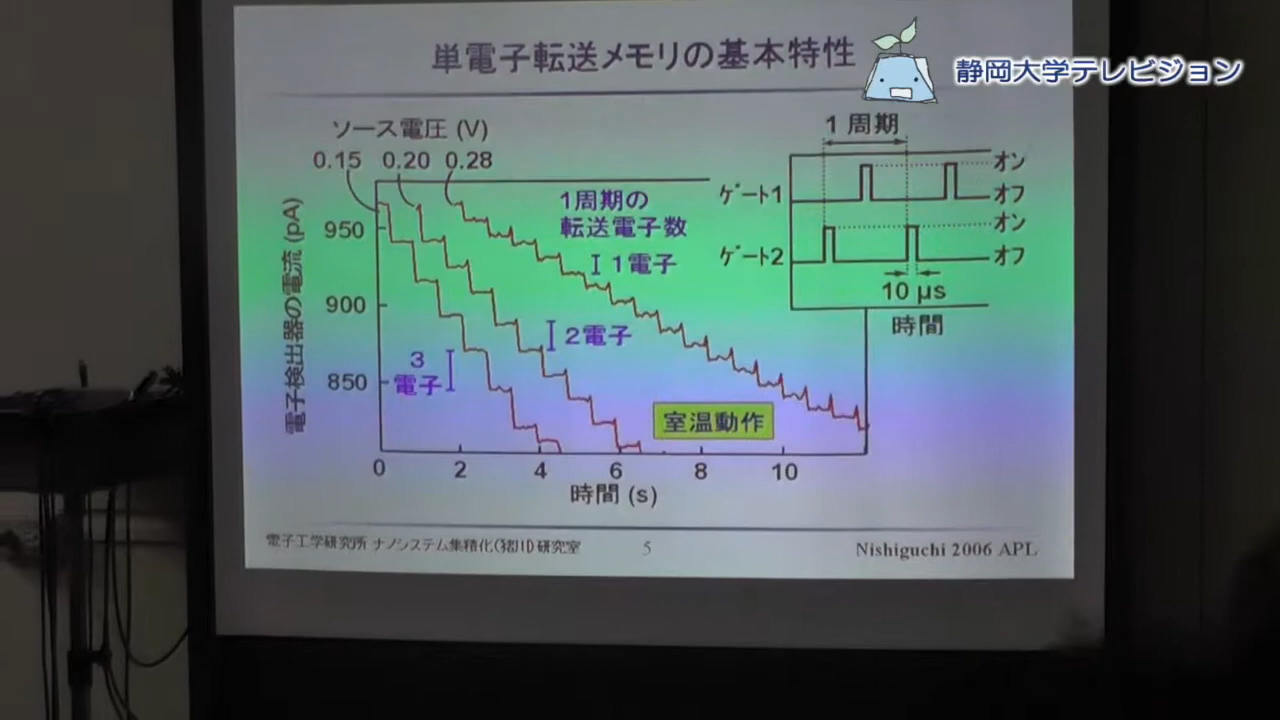 単電子転送メモリの基本特性
静岡大学テレビジョン
ソース電圧 (V)
0.15 0.20 0.28
電子検出器の電流 (pA)
950
900
850
1周期の
転送電子数
1電子
2電子
3
電子
室温動作
0 2 4 6 8 10
時間 (s)
1 周期
ゲート1
オン
オフ
ゲート2
オン
オフ
10 μs
時間
電子工学研究所 ナノシステム集積化(猪川)研究室
5
Nishiguchi 2006 APL